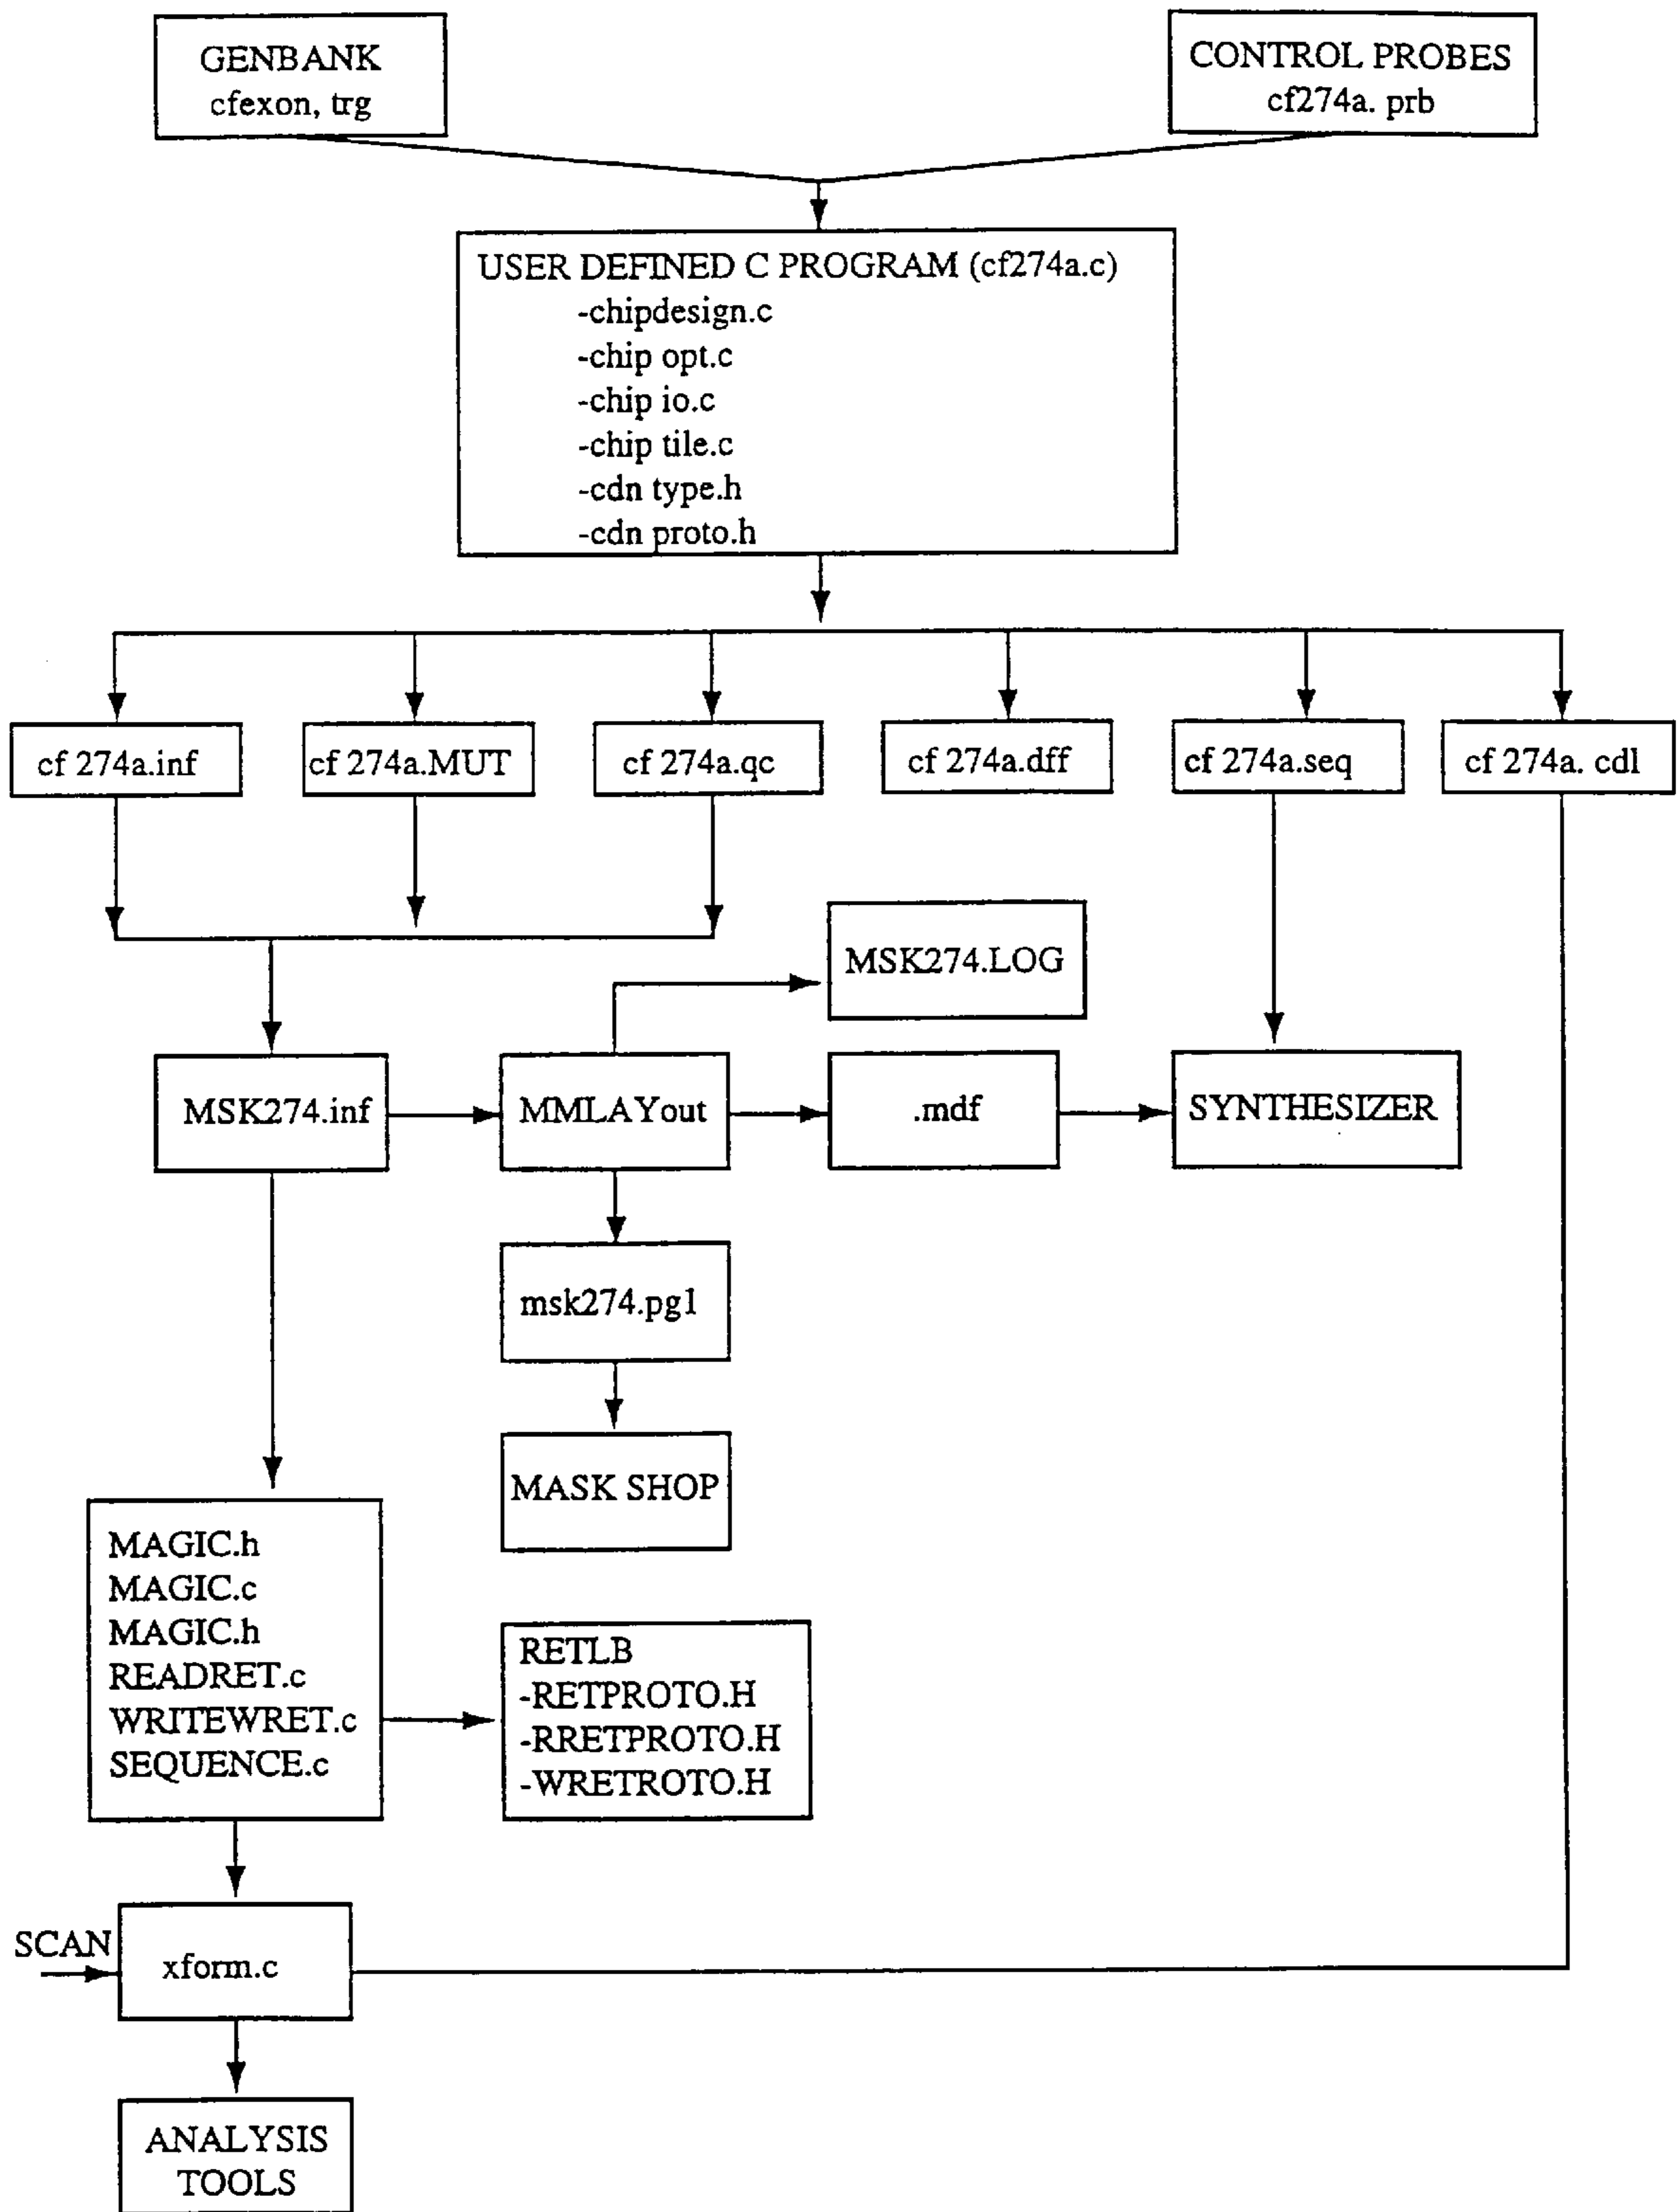 GENBANK
cfexon, trg
CONTROL PROBES
cf274a. prb
USER DEFINED C PROGRAM (cf274a.c)
-chipdesign.c
-chip opt.c
-chip io.c
-chip tile.c
-cdn type.h
-cdn proto.h
cf 274a.inf
cf 274a.MUT
cf 274a.qc
cf 274a.dff
cf 274a.seq
cf 274a. cdl
MSK274.LOG
MSK274.inf
MMLAYout
.mdf
SYNTHESIZER
msk274.pg1
MASK SHOP
MAGIC.h
MAGIC.c
MAGIC.h
READRET.c
WRITEWRET.c
SEQUENCE.c
RETLB
-RETPROTO.H
-RRETPROTO.H
-WRETROTO.H
SCAN
xform.c
ANALYSIS
TOOLS